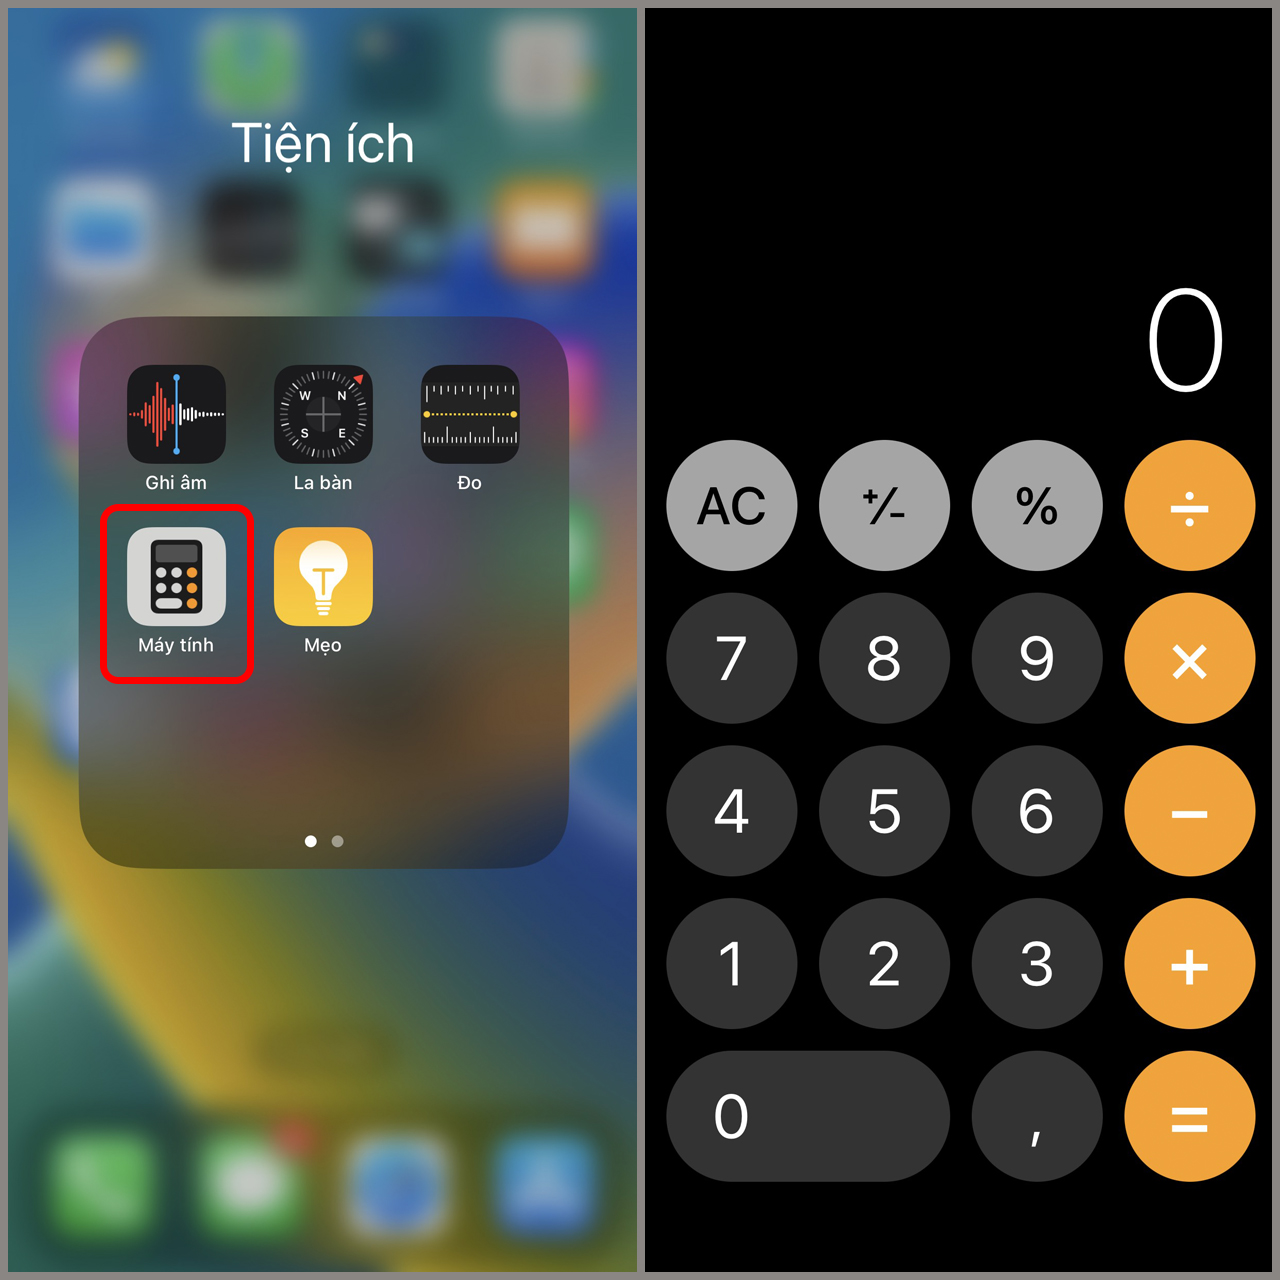 Tiện ích
W N
S E
Ghi âm
La bàn
Đo
Máy tính
Mẹo
0
AC +/- % ÷
7 8 9 ×
4 5 6 −
1 2 3 +
0 , =